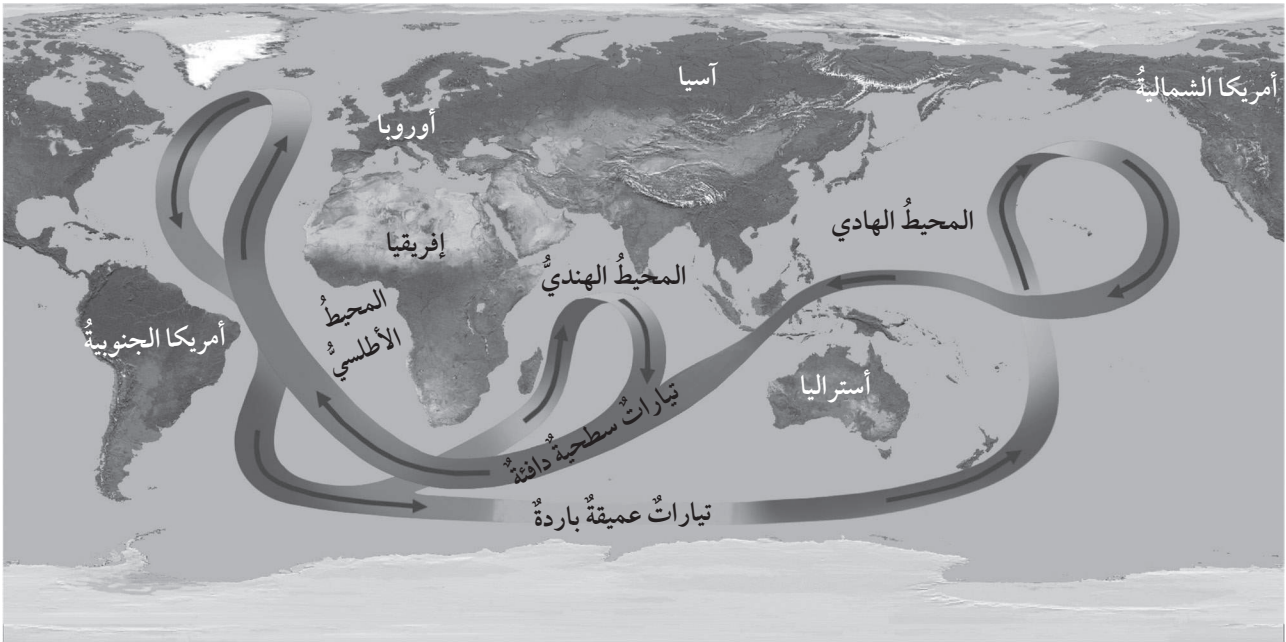 آسيا
أمريكا الشماليةُ
أوروبا
المحيطُ الهادي
إفريقيا
المحيطُ الهنديُّ
المحيطُ
الأطلسيُّ
أمريكا الجنوبيةُ
أستراليا
تياراتٌ سطحيةٌ دافئةٌ
تياراتٌ عميقةٌ باردةٌ